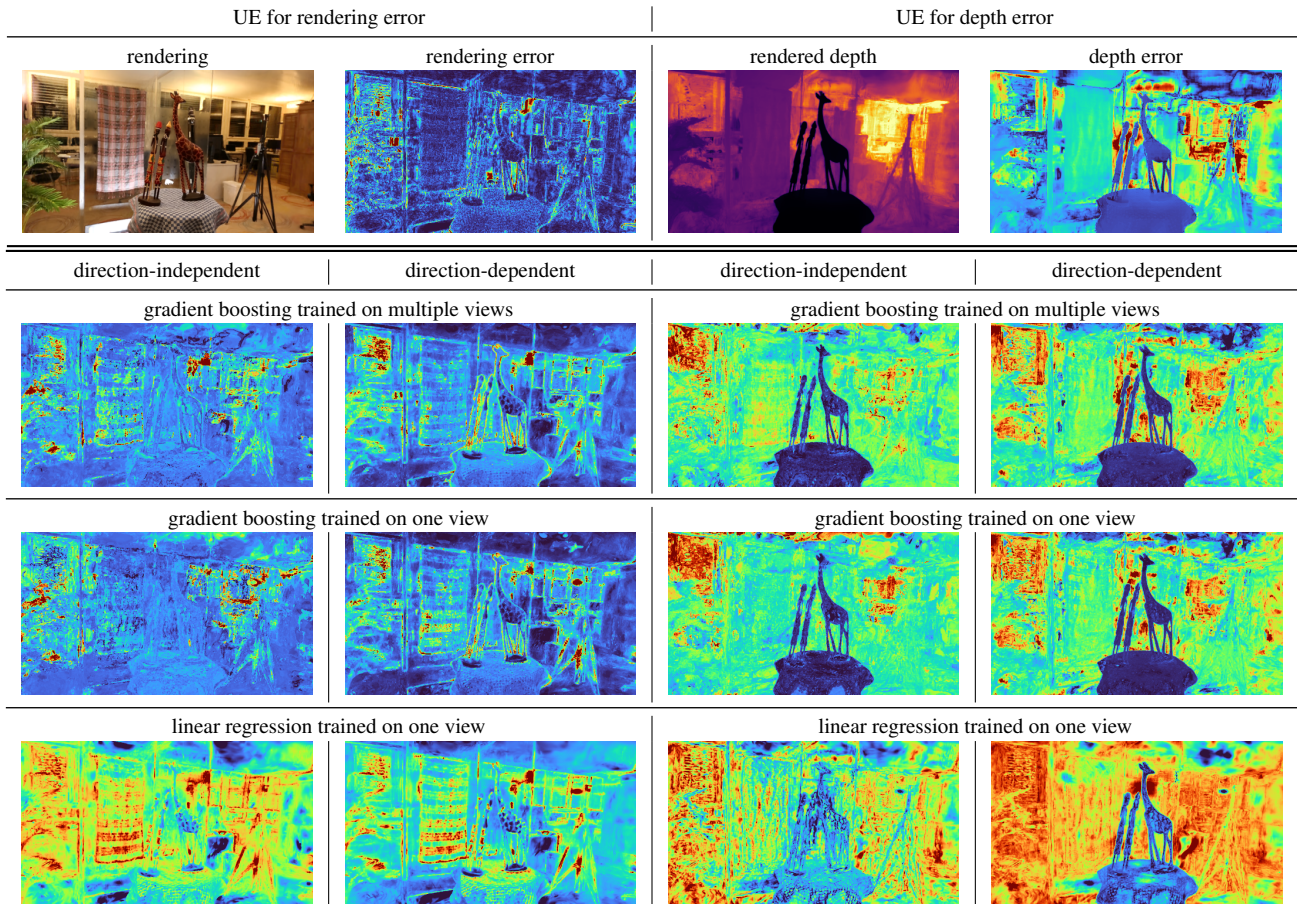 UE for rendering error UE for depth error
rendering rendering error rendered depth depth error
direction-independent direction-dependent direction-independent direction-dependent
gradient boosting trained on multiple views gradient boosting trained on multiple views
gradient boosting trained on one view gradient boosting trained on one view
linear regression trained on one view linear regression trained on one view